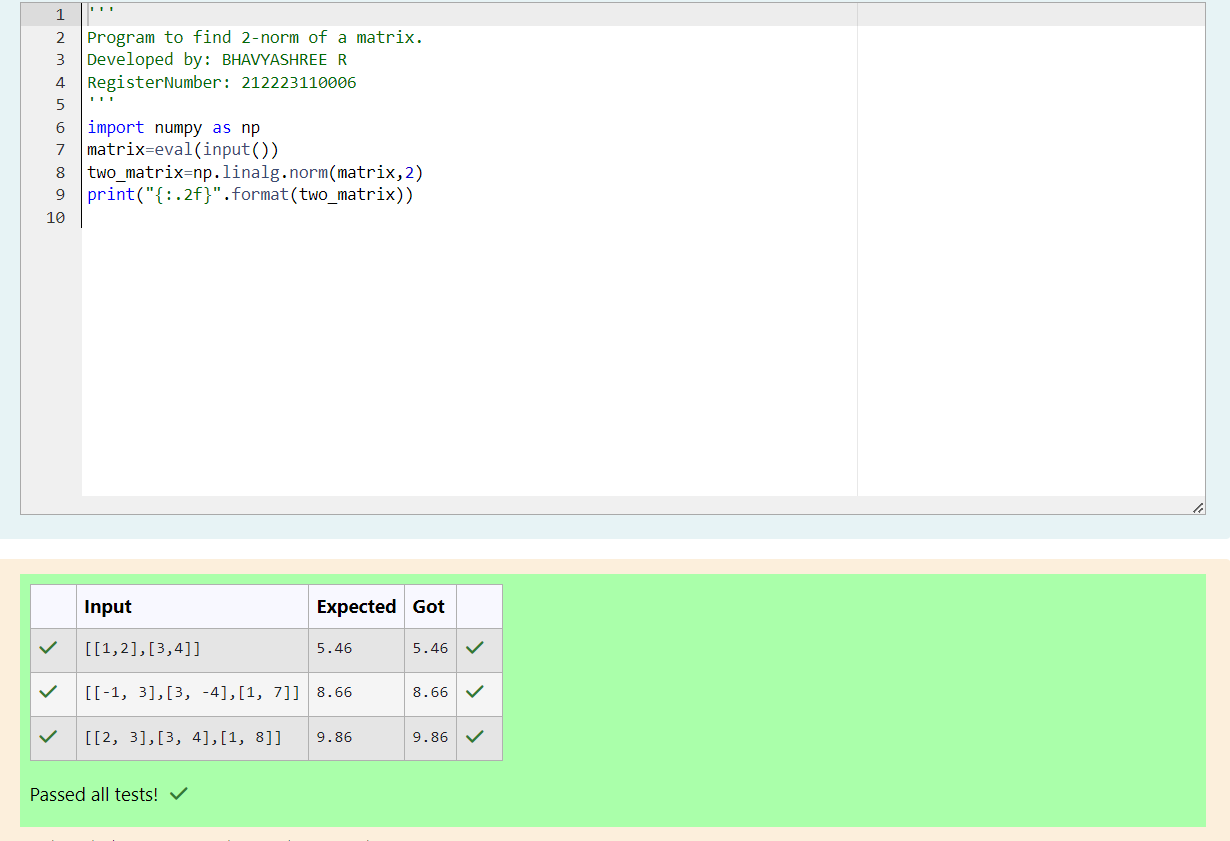 1 '''
2 Program to find 2-norm of a matrix.
3 Developed by: BHAVYASHREE R
4 RegisterNumber: 212223110006
5 '''
6 import numpy as np
7 matrix=eval(input())
8 two_matrix=np.linalg.norm(matrix,2)
9 print("{:.2f}".format(two_matrix))
10
Input Expected Got
[[1,2],[3,4]] 5.46 5.46
[[-1, 3],[3, -4],[1, 7]] 8.66 8.66
[[2, 3],[3, 4],[1, 8]] 9.86 9.86
Passed all tests!